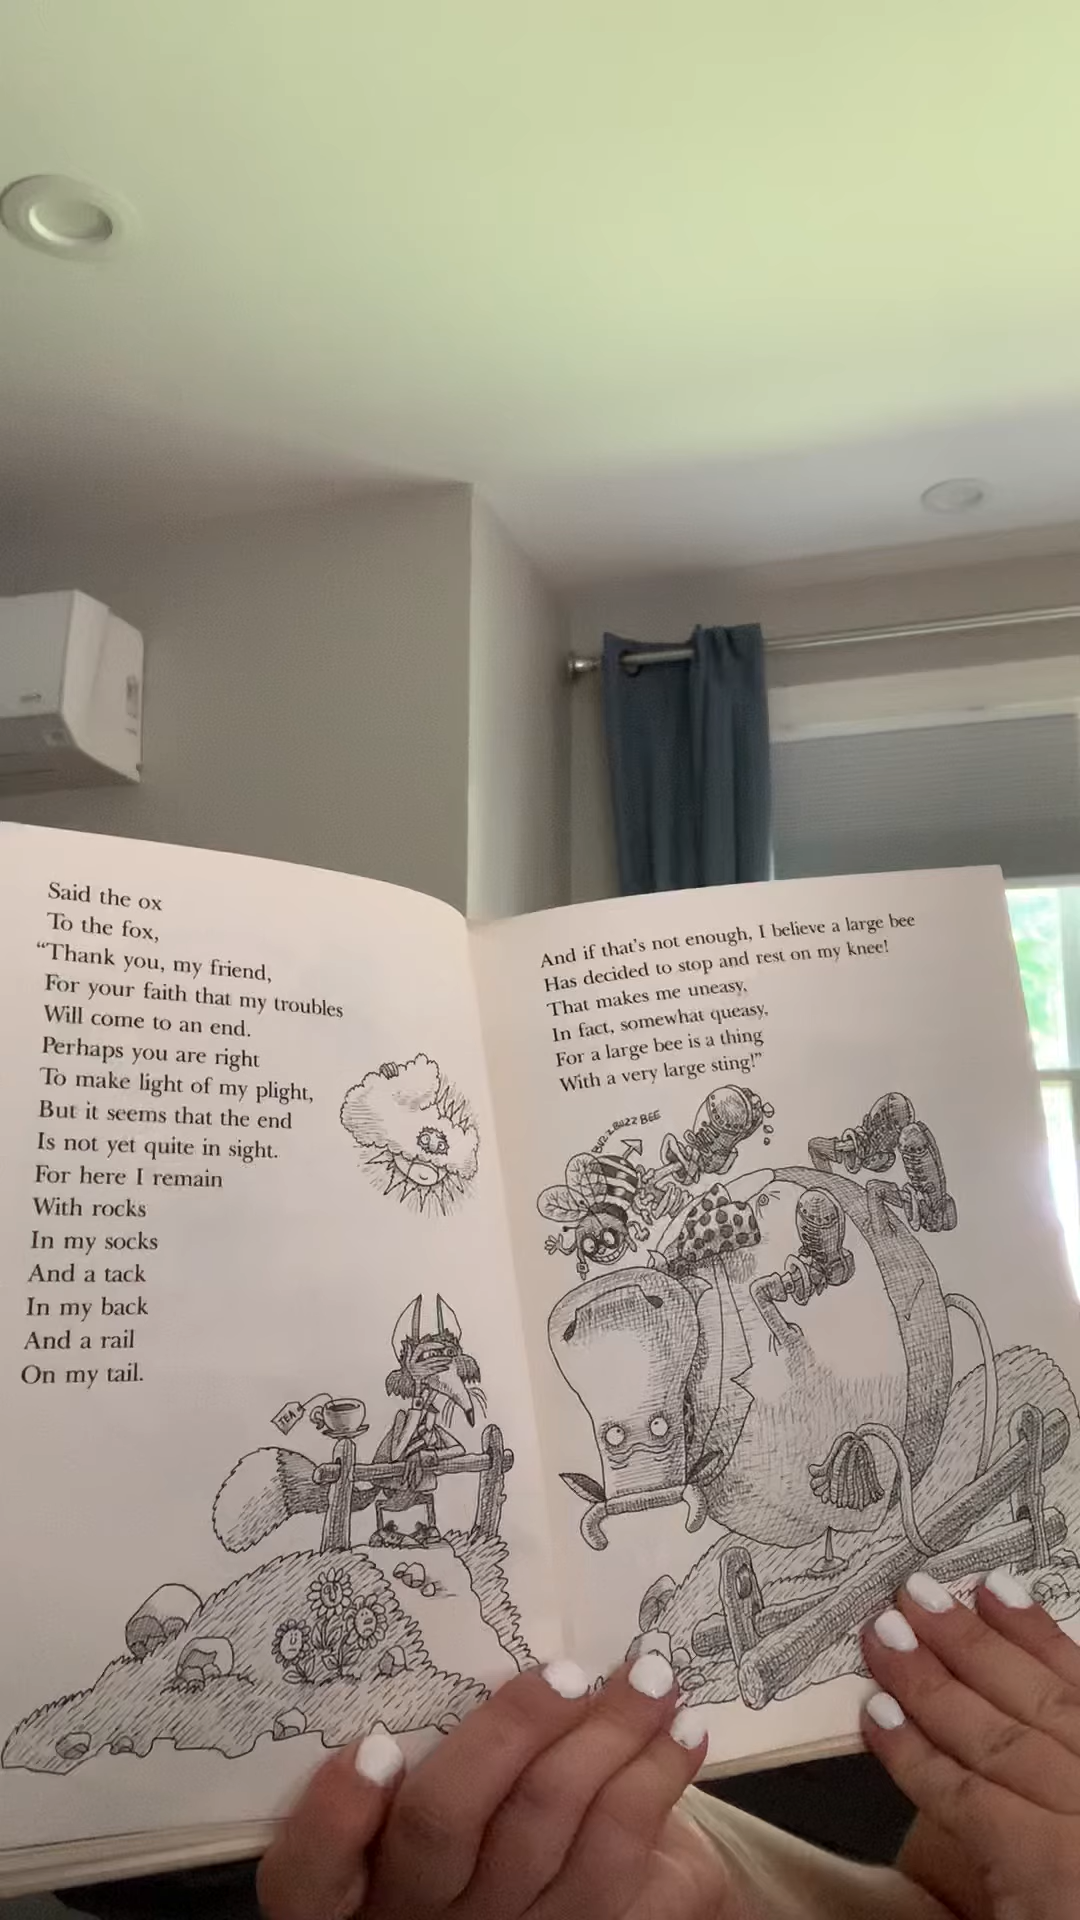 Said the ox
To the fox,
“Thank you, my friend,
For your faith that my troubles
Will come to an end.
Perhaps you are right
To make light of my plight,
But it seems that the end
Is not yet quite in sight.
For here I remain
With rocks
In my socks
And a tack
In my back
And a rail
On my tail.
TEA
And if that's not enough, I believe a large bee
Has decided to stop and rest on my knee!
That makes me uneasy,
In fact, somewhat queasy,
For a large bee is a thing
With a very large sting!”
BUZZ BUZZ BEE